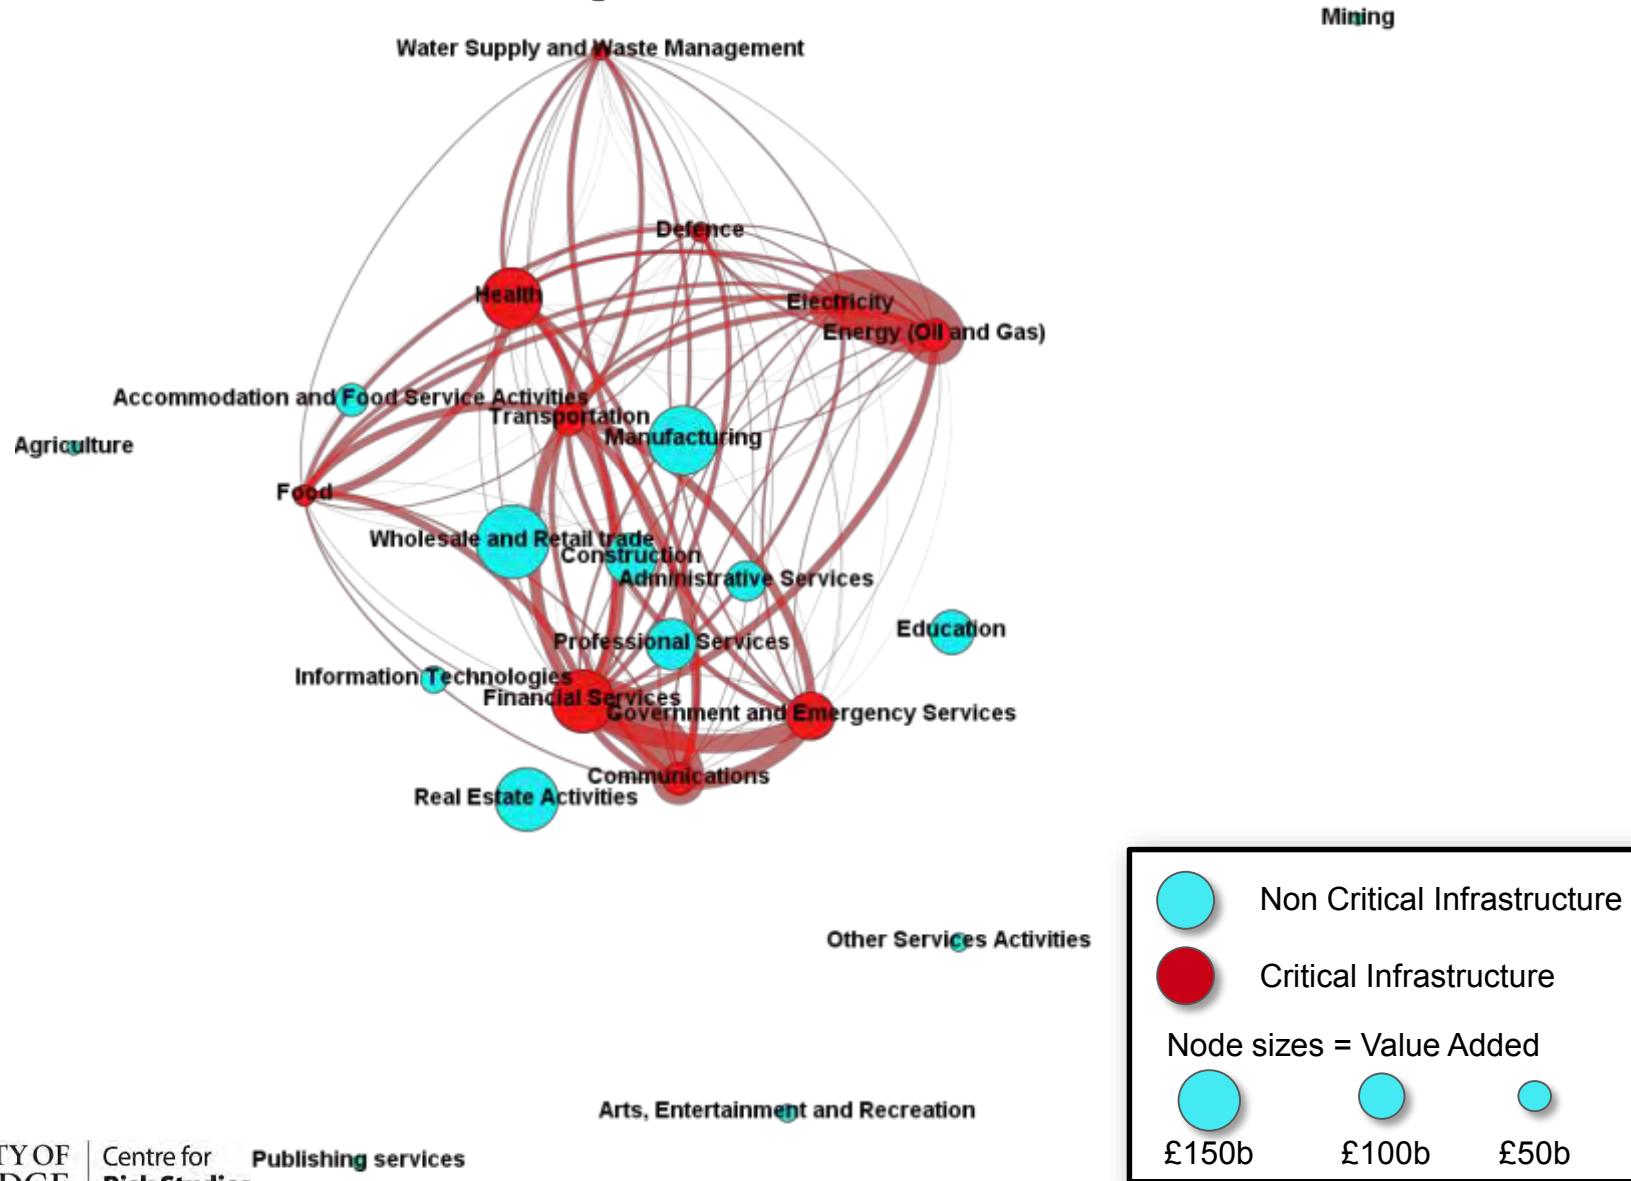 Mining
Water Supply and Waste Management
Defence
Health
Electricity
Energy (Oil and Gas)
Accommodation and Food Service Activities
Transportation
Manufacturing
Agriculture
Food
Wholesale and Retail trade
Construction
Administrative Services
Education
Professional Services
Information Technologies
Financial Services
Government and Emergency Services
Communications
Real Estate Activities
Non Critical Infrastructure
Other Services Activities
Critical Infrastructure
Node sizes = Value Added
£150b £100b £50b
Arts, Entertainment and Recreation
TY OF
Centre for
Publishing services